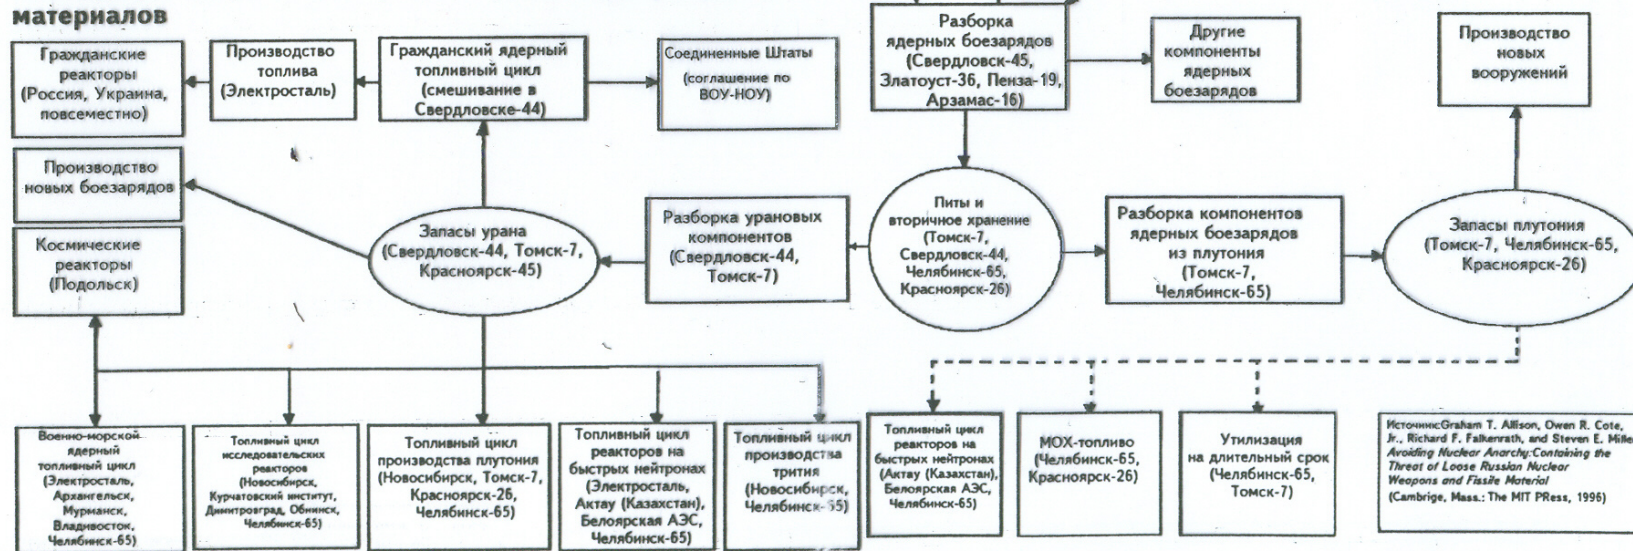 материалов
Гражданские
реакторы
(Россия, Украина,
повсеместно)
Производство
топлива
(Электросталь)
Гражданский ядерный
топливный цикл
(смешивание в
Свердловске-44)
Соединенные Штаты
(соглашение по
ВОУ-НОУ)
Разборка
ядерных боезарядов
(Свердловск-45,
Златоуст-36, Пенза-19,
Арзамас-16)
Другие
компоненты
ядерных
боезарядов
Производство
новых
вооружений
Производство
новых боезарядов
Космические
реакторы
(Подольск)
Запасы урана
(Свердловск-44, Томск-7,
Красноярск-45)
Разборка урановых
компонентов
(Свердловск-44,
Томск-7)
Питы и
вторичное хранение
(Томск-7,
Свердловск-44,
Челябинск-65,
Красноярск-26)
Разборка компонентов
ядерных боезарядов
из плутония
(Томск-7,
Челябинск-65)
Запасы плутония
(Томск-7, Челябинск-65,
Красноярск-26)
Военно-морской
ядерный
топливный цикл
(Электросталь,
Архангельск,
Мурманск,
Владивосток,
Челябинск-65)
Топливный цикл
исследовательских
реакторов
(Новосибирск,
Курчатовский институт,
Димитровград, Обнинск,
Челябинск-65)
Топливный цикл
производства плутония
(Новосибирск, Томск-7,
Красноярск-26,
Челябинск-65)
Топливный цикл
реакторов на
быстрых нейтронах
(Электросталь,
Актау (Казахстан),
Белоярская АЭС,
Челябинск-65)
Топливный цикл
производства
трития
(Новосибирск,
Челябинск-65)
Топливный цикл
реакторов на
быстрых нейтронах
(Актау (Казахстан),
Белоярская АЭС,
Челябинск-65)
МОХ-топливо
(Челябинск-65,
Красноярск-26)
Утилизация
на длительный срок
(Челябинск-65,
Томск-7)
Источник:Graham T. Allison, Owen R. Cote,
Jr., Richard F. Falkenrath, and Steven E. Mille
Avoiding Nuclear Anarchy:Containing the
Threat of Loose Russian Nuclear
Weapons and Fissile Material
(Cambrige, Mass.: The MIT PRess, 1996)